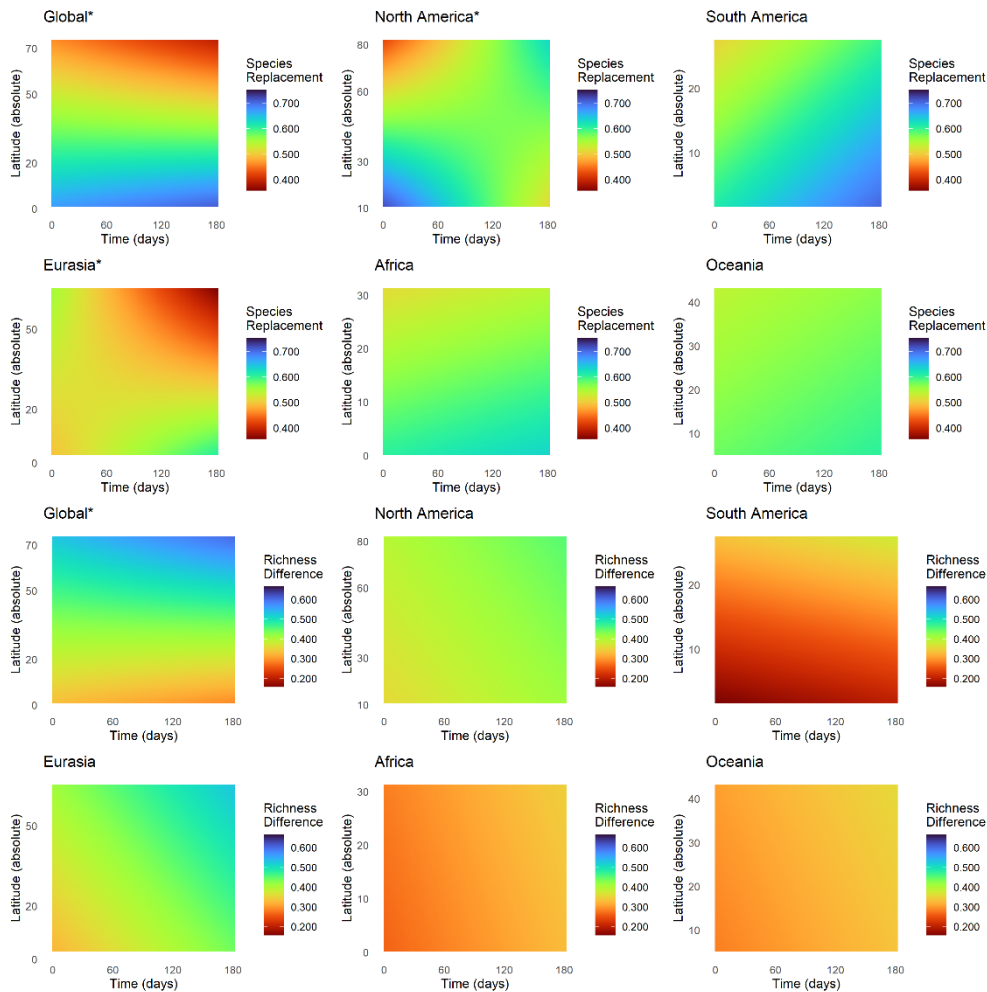 Global*
70
50
20
0
Latitude (absolute)
0 60 120 180
Time (days)
Species
Replacement
0.700
0.600
0.500
0.400
North America*
80
60
30
10
Latitude (absolute)
0 60 120 180
Time (days)
Species
Replacement
0.700
0.600
0.500
0.400
South America
20
10
Latitude (absolute)
0 60 120 180
Time (days)
Species
Replacement
0.700
0.600
0.500
0.400
Eurasia*
50
20
0
Latitude (absolute)
0 60 120 180
Time (days)
Species
Replacement
0.700
0.600
0.500
0.400
Africa
30
20
10
0
Latitude (absolute)
0 60 120 180
Time (days)
Species
Replacement
0.700
0.600
0.500
0.400
Oceania
40
30
20
10
Latitude (absolute)
0 60 120 180
Time (days)
Species
Replacement
0.700
0.600
0.500
0.400
Global*
70
50
20
0
Latitude (absolute)
0 60 120 180
Time (days)
Richness
Difference
0.600
0.500
0.400
0.300
0.200
North America
80
60
30
10
Latitude (absolute)
0 60 120 180
Time (days)
Richness
Difference
0.600
0.500
0.400
0.300
0.200
South America
20
10
Latitude (absolute)
0 60 120 180
Time (days)
Richness
Difference
0.600
0.500
0.400
0.300
0.200
Eurasia
50
20
0
Latitude (absolute)
0 60 120 180
Time (days)
Richness
Difference
0.600
0.500
0.400
0.300
0.200
Africa
30
20
10
0
Latitude (absolute)
0 60 120 180
Time (days)
Richness
Difference
0.600
0.500
0.400
0.300
0.200
Oceania
40
30
20
10
Latitude (absolute)
0 60 120 180
Time (days)
Richness
Difference
0.600
0.500
0.400
0.300
0.200